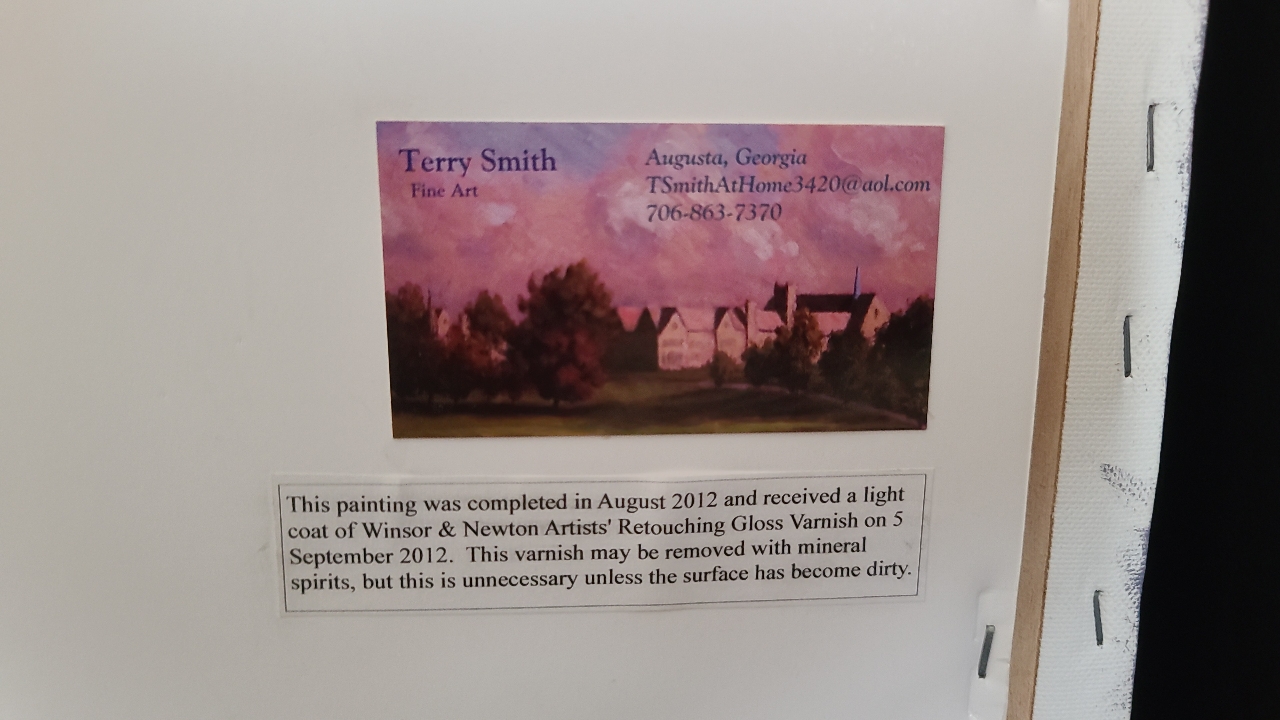 Terry Smith
Fine Art
Augusta, Georgia
TSmithAtHome3420@aol.com
706-863-7370
This painting was completed in August 2012 and received a light
coat of Winsor & Newton Artists' Retouching Gloss Varnish on 5
September 2012.  This varnish may be removed with mineral
spirits, but this is unnecessary unless the surface has become dirty.